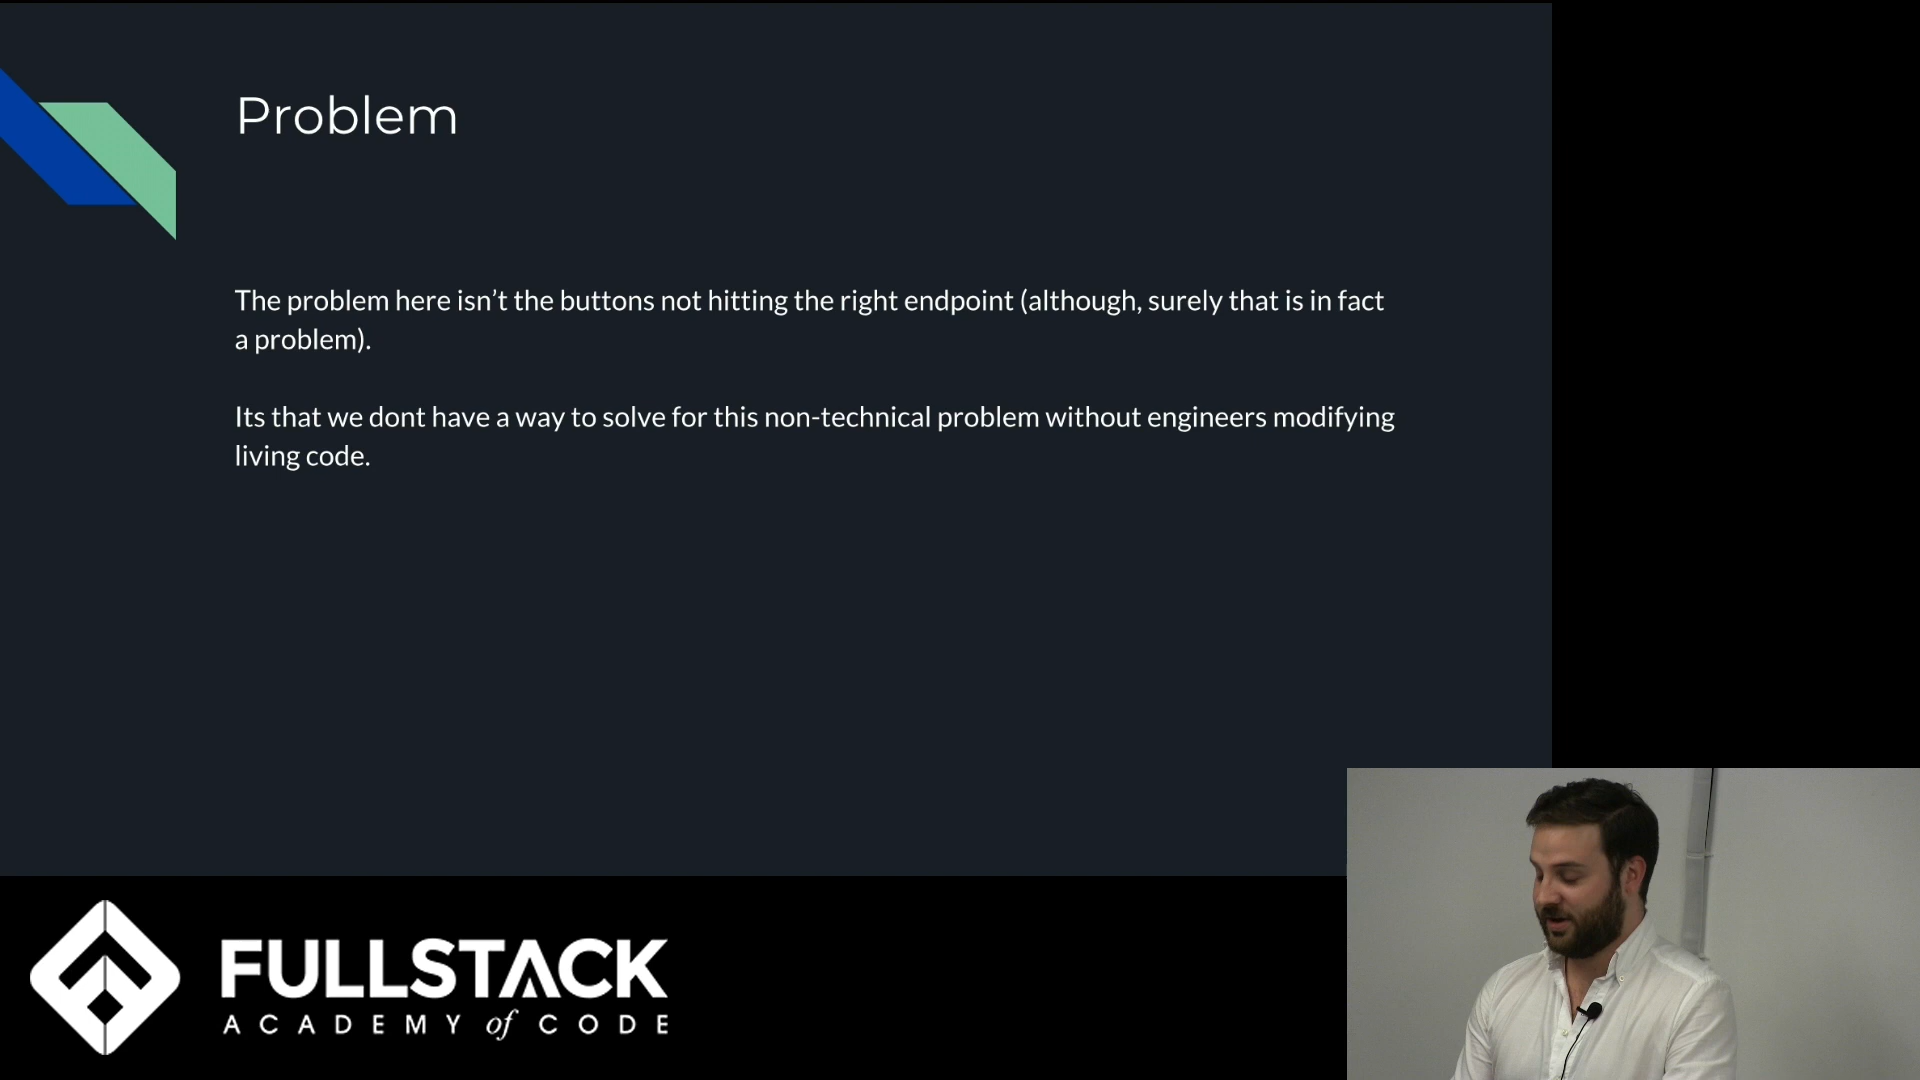 Problem
The problem here isn’t the buttons not hitting the right endpoint (although, surely that is in fact
a problem).
Its that we dont have a way to solve for this non-technical problem without engineers modifying
living code.
FULLSTACK
ACADEMY of CODE